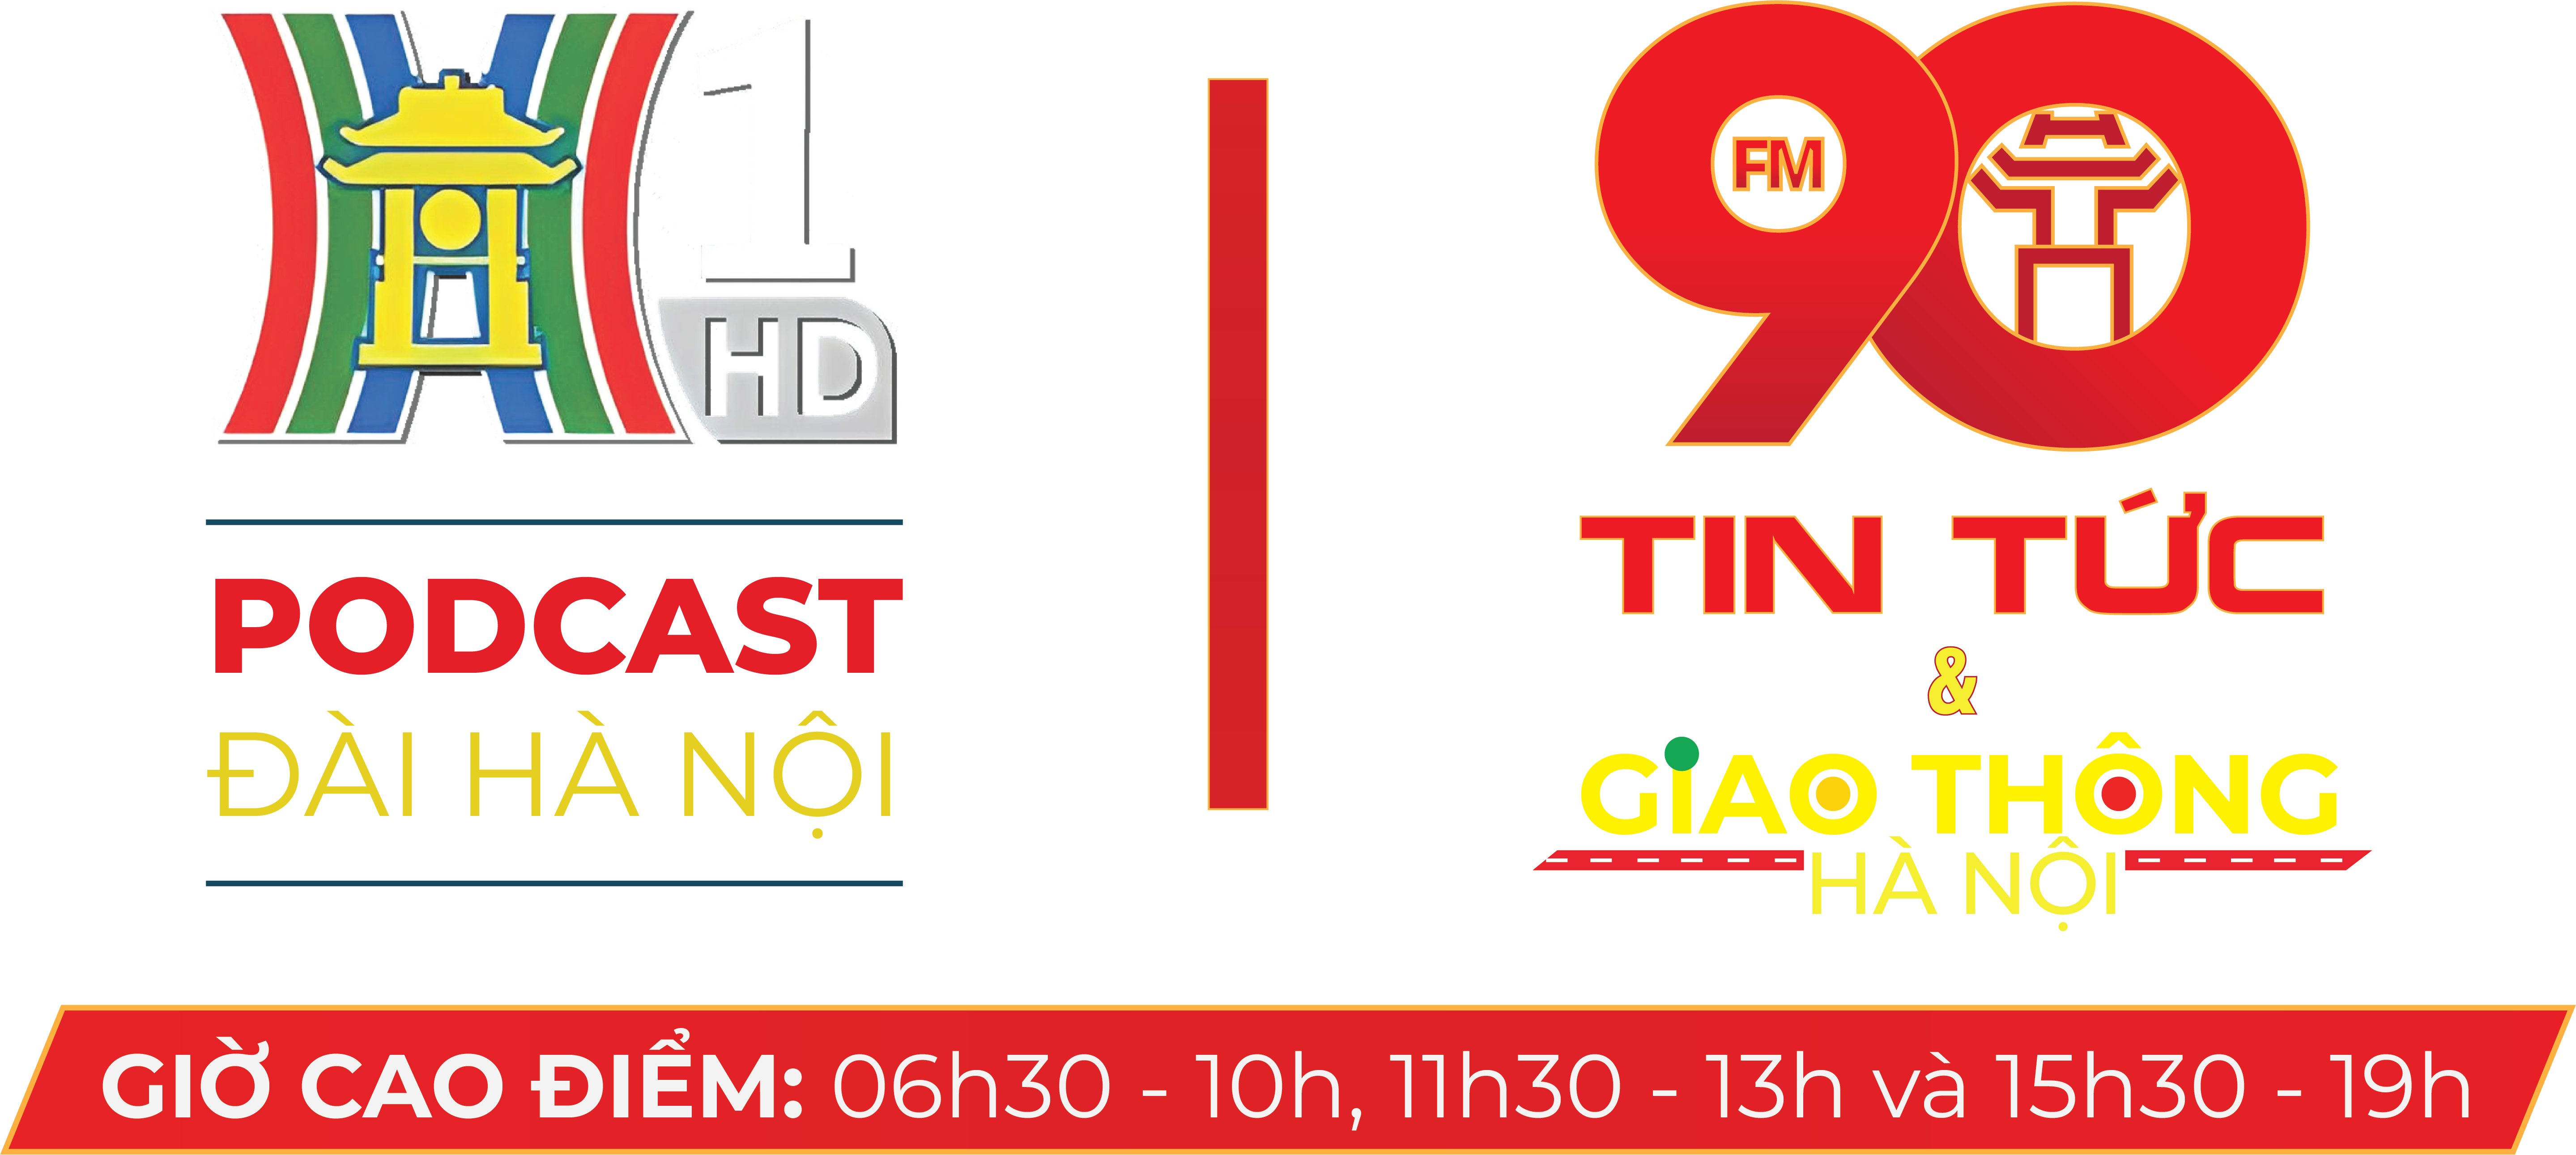 1
HD
PODCAST
ĐÀI HÀ NỘI
90
FM
TIN TỨC
&
GIAO THÔNG
HÀ NỘI
GIỜ CAO ĐIỂM: 06h30 - 10h, 11h30 - 13h và 15h30 - 19h